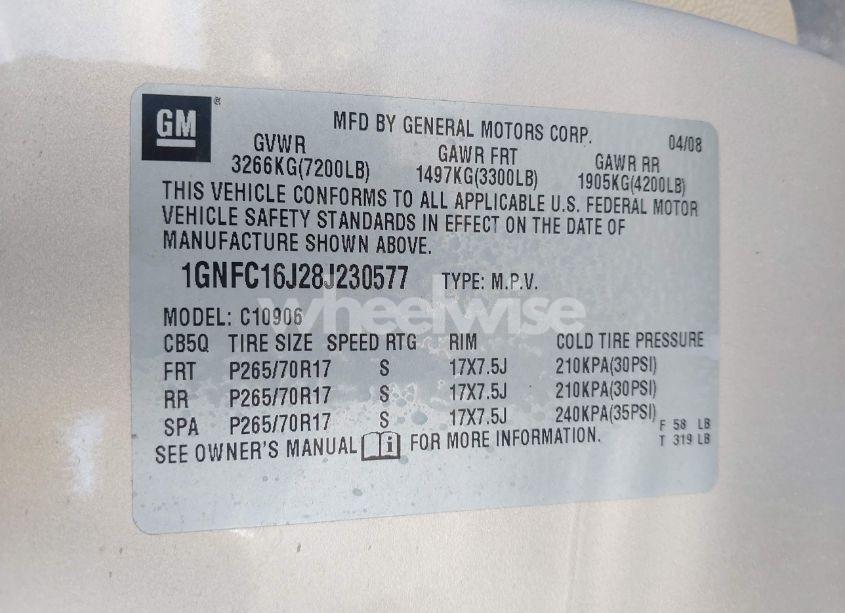 GM®
MFD BY GENERAL MOTORS CORP. 04/08
GVWR GAWR FRT GAWR RR
3266KG(7200LB) 1497KG(3300LB) 1905KG(4200LB)
THIS VEHICLE CONFORMS TO ALL APPLICABLE U.S. FEDERAL MOTOR
VEHICLE SAFETY STANDARDS IN EFFECT ON THE DATE OF
MANUFACTURE SHOWN ABOVE.
1GNFC16J28J230577 TYPE: M.P.V.
wheelwise
MODEL: C10906
CB5Q TIRE SIZE SPEED RTG RIM COLD TIRE PRESSURE
FRT P265/70R17 S 17X7.5J 210KPA(30PSI)
RR P265/70R17 S 17X7.5J 210KPA(30PSI)
SPA P265/70R17 S 17X7.5J 240KPA(35PSI)
F 58 LB
T 319 LB
SEE OWNER'S MANUAL i FOR MORE INFORMATION.